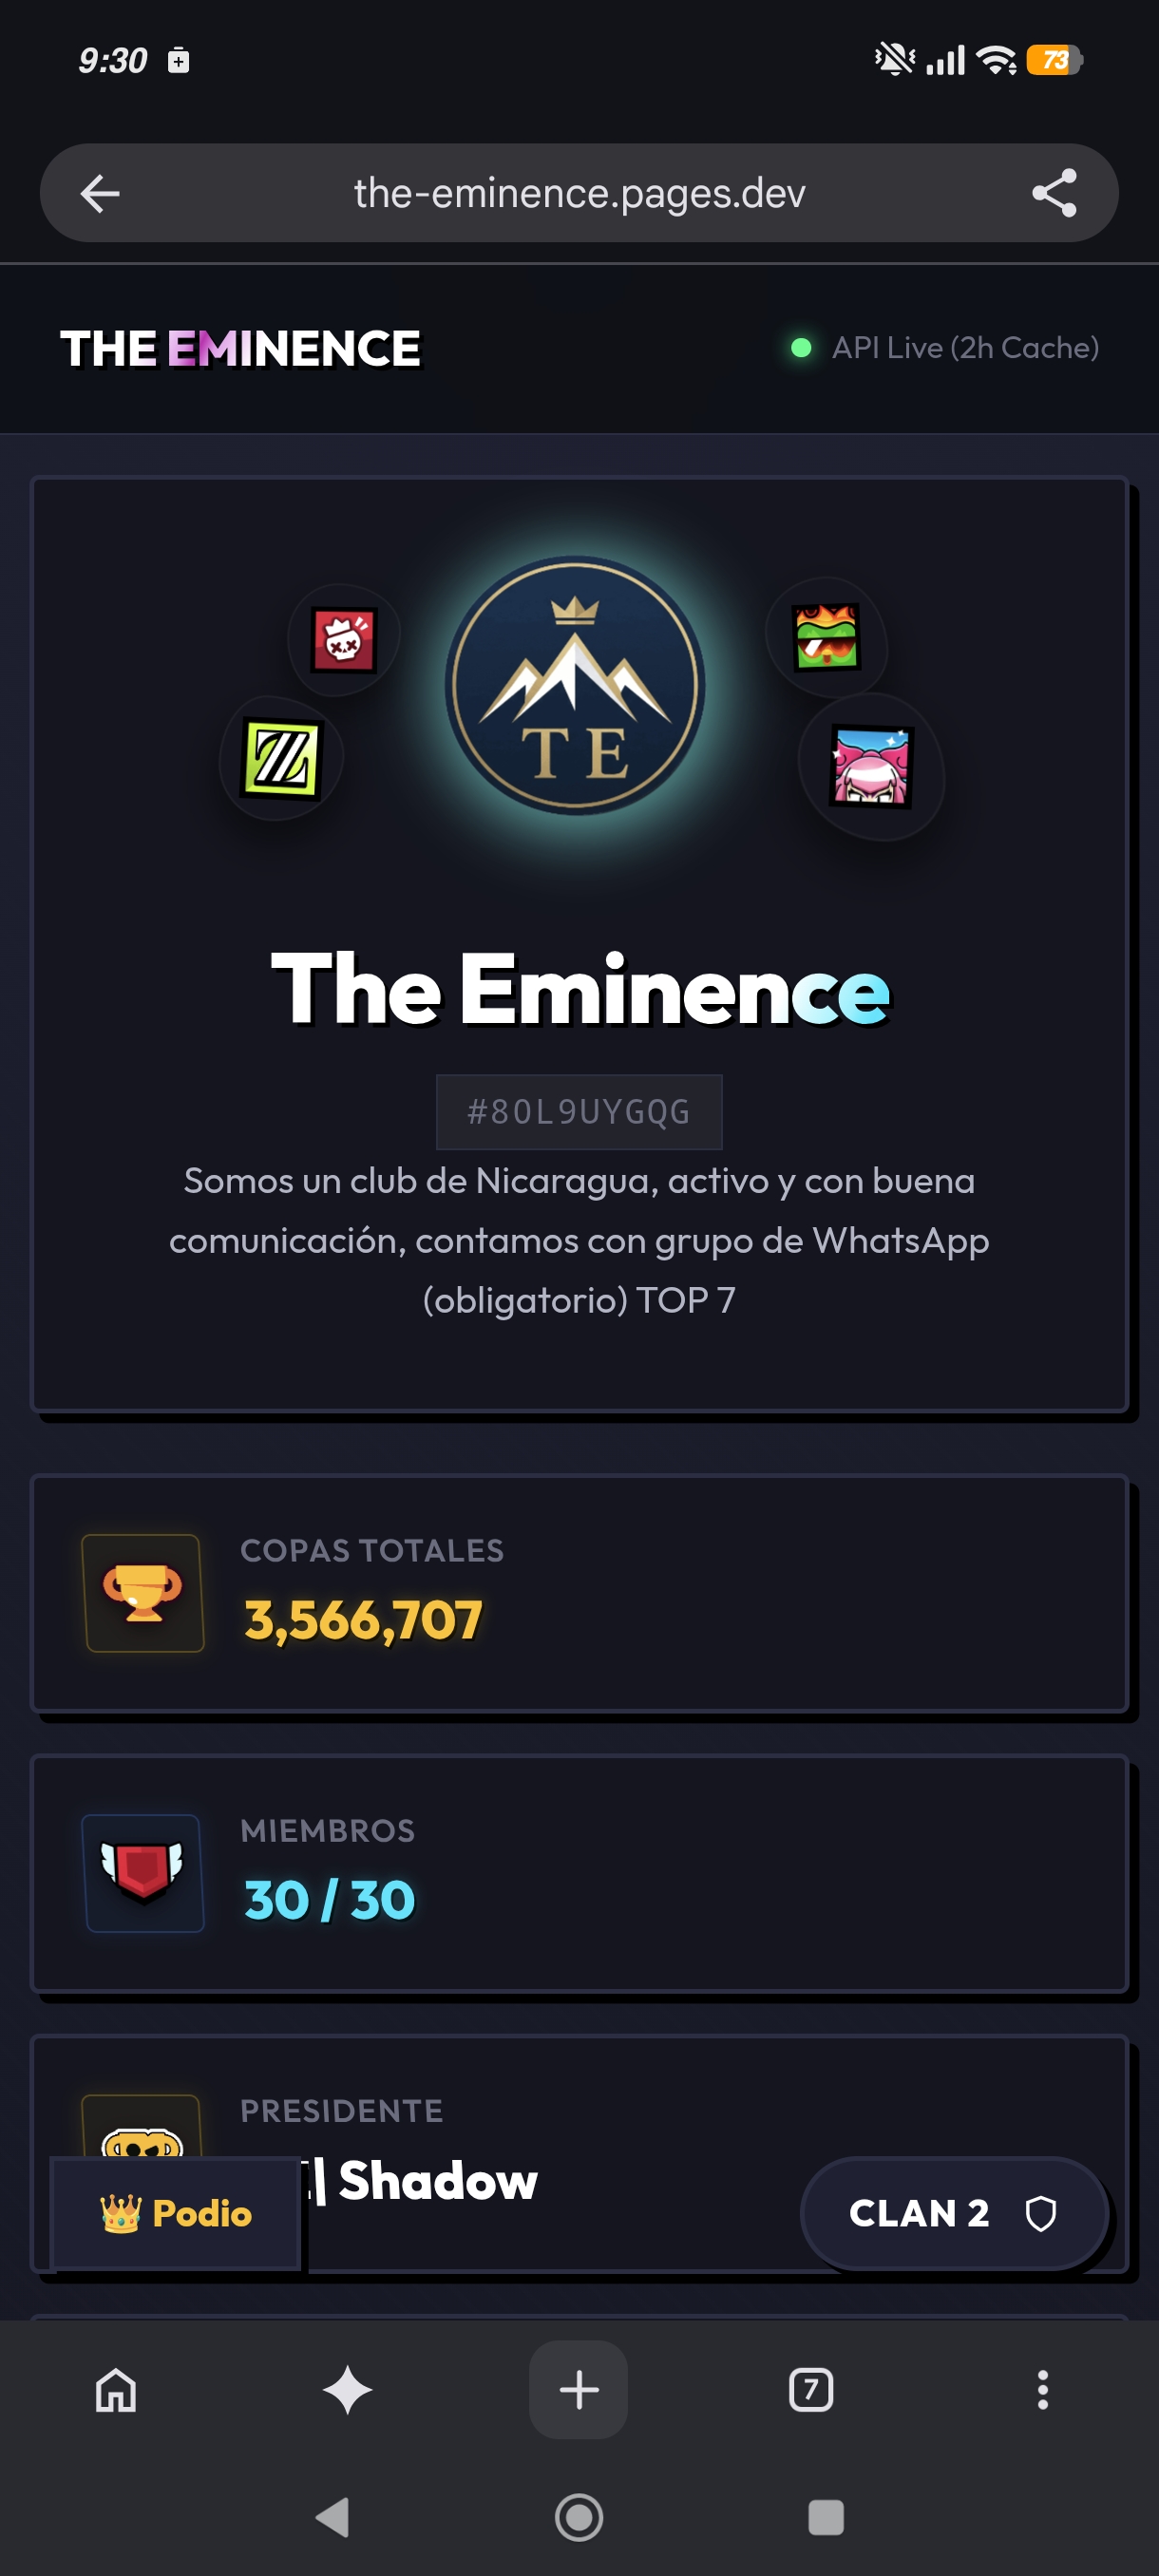 9:30
73
the-eminence.pages.dev
THE EMINENCE
API Live (2h Cache)
TE
The Eminence
#80L9UYGQG
Somos un club de Nicaragua, activo y con buena
comunicación, contamos con grupo de WhatsApp
(obligatorio) TOP 7
COPAS TOTALES
3,566,707
MIEMBROS
30 / 30
PRESIDENTE
Shadow
👑 Podio
CLAN 2
7